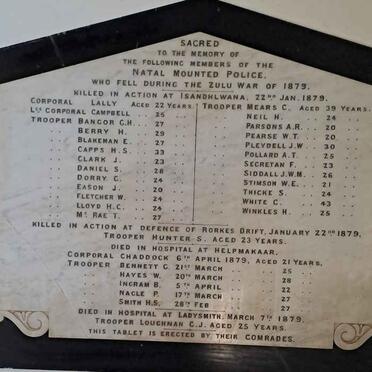 SACRED
TO THE MEMORY OF
THE FOLLOWING MEMBERS OF THE
NATAL MOUNTED POLICE,
WHO FELL DURING THE ZULU WAR OF 1879.
KILLED IN ACTION AT ISANDHLWANA, 22ND JAN. 1879.
CORPORAL LALLY AGED 22 YEARS.
LCE CORPORAL CAMPBELL .. 25
TROOPER BANGOR C.H. .. 27
BERRY H. .. 29
BLAKEMAN E. .. 27
CAPPS H.S. .. 33
CLARK J. .. 23
DANIEL S. .. 28
DORRY C. .. 24
EASON J. .. 20
FLETCHER W. .. 24
LLOYD H.C. .. 24
MC RAE T. .. 27
TROOPER MEARS C. AGED 39 YEARS.
NEIL H. .. 24
PARSONS A.R. .. 20
PEARSE W.T. .. 20
PLEYDELL J.W. .. 30
POLLARD A.T. .. 25
SECRETAN F. .. 23
SIDDALL J.W.M. .. 26
STIMSON W.E. .. 21
THICKE S. .. 24
WHITE C. .. 43
WINKLES H. .. 25
KILLED IN ACTION AT DEFENCE OF RORKES DRIFT, JANUARY 22ND 1879,
TROOPER HUNTER S. AGED 23 YEARS.
DIED IN HOSPITAL AT HELPMAKAAR.
CORPORAL CHADDOCK 6TH APRIL 1879, AGED 21 YEARS,
TROOPER BENNETT G. 21ST MARCH .. 25
HAYES W. 20TH MARCH .. 28
INGRAM B. 5TH APRIL .. 22
NAGLE P. 17TH MARCH .. 27
SMITH H.S. 28TH FEB .. 27
DIED IN HOSPITAL AT LADYSMITH, MARCH 7TH 1879.
TROOPER LOUGHNAN C.J. AGED 25 YEARS.
THIS TABLET IS ERECTED BY THEIR COMRADES.